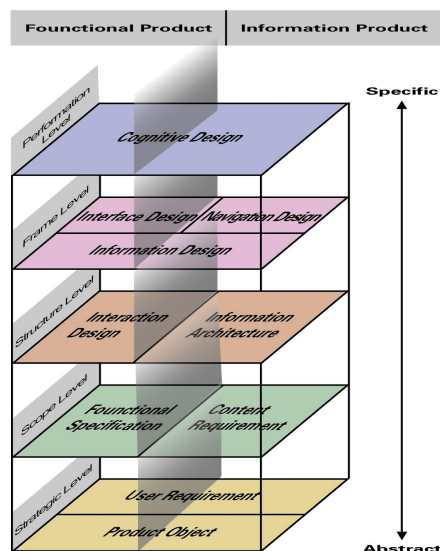 Founctional Product
Information Product
Specific
Performation
Level
Cognitive Design
Frame Level
Interface Design
Navigation Design
Information Design
Structure Level
Interaction
Design
Information
Architecture
Scope Level
Founctional
Specification
Content
Requirement
Strategic Level
User Requirement
Product Object
Abstract